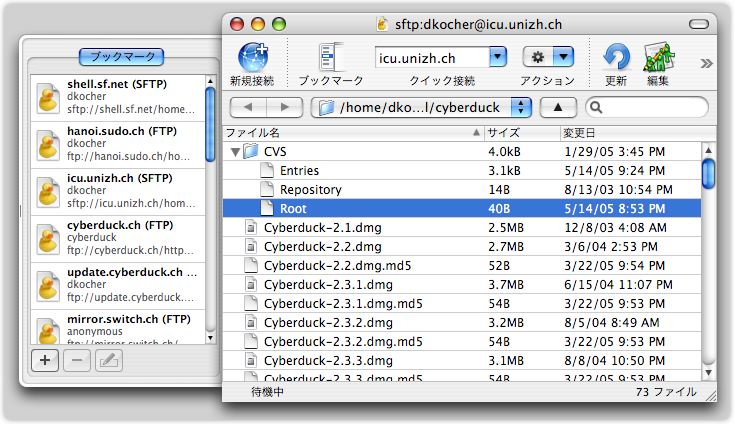 sftp:dkocher@icu.unizh.ch
ブックマーク
shell.sf.net (SFTP)
dkocher
sftp://shell.sf.net/home...
hanoi.sudo.ch (FTP)
dkocher
ftp://hanoi.sudo.ch/ho...
icu.unizh.ch (SFTP)
dkocher
sftp://icu.unizh.ch/hom...
cyberduck.ch (FTP)
cyberduck
ftp://cyberduck.ch/http...
update.cyberduck.ch ...
dkocher
ftp://update.cyberduck....
mirror.switch.ch (FTP)
anonymous
ftp://mirror.switch.ch/
新規接続
ブックマーク
icu.unizh.ch
クイック接続
アクション
更新
編集
/home/dko...l/cyberduck
ファイル名 サイズ 変更日
CVS 4.0kB 1/29/05 3:45 PM
Entries 3.1kB 5/14/05 9:24 PM
Repository 14B 8/13/03 10:54 PM
Root 40B 5/14/05 8:53 PM
Cyberduck-2.1.dmg 2.5MB 12/8/03 4:08 AM
Cyberduck-2.2.dmg 2.7MB 3/6/04 2:53 PM
Cyberduck-2.2.dmg.md5 52B 3/22/05 9:54 PM
Cyberduck-2.3.1.dmg 3.7MB 6/15/04 11:07 PM
Cyberduck-2.3.1.dmg.md5 54B 3/22/05 9:53 PM
Cyberduck-2.3.2.dmg 3.2MB 8/5/04 8:49 AM
Cyberduck-2.3.2.dmg.md5 54B 3/22/05 9:53 PM
Cyberduck-2.3.3.dmg 3.1MB 8/8/04 10:50 PM
Cyberduck-2.3.3.dmg.md5 54B 3/22/05 9:53 PM
待機中 73 ファイル